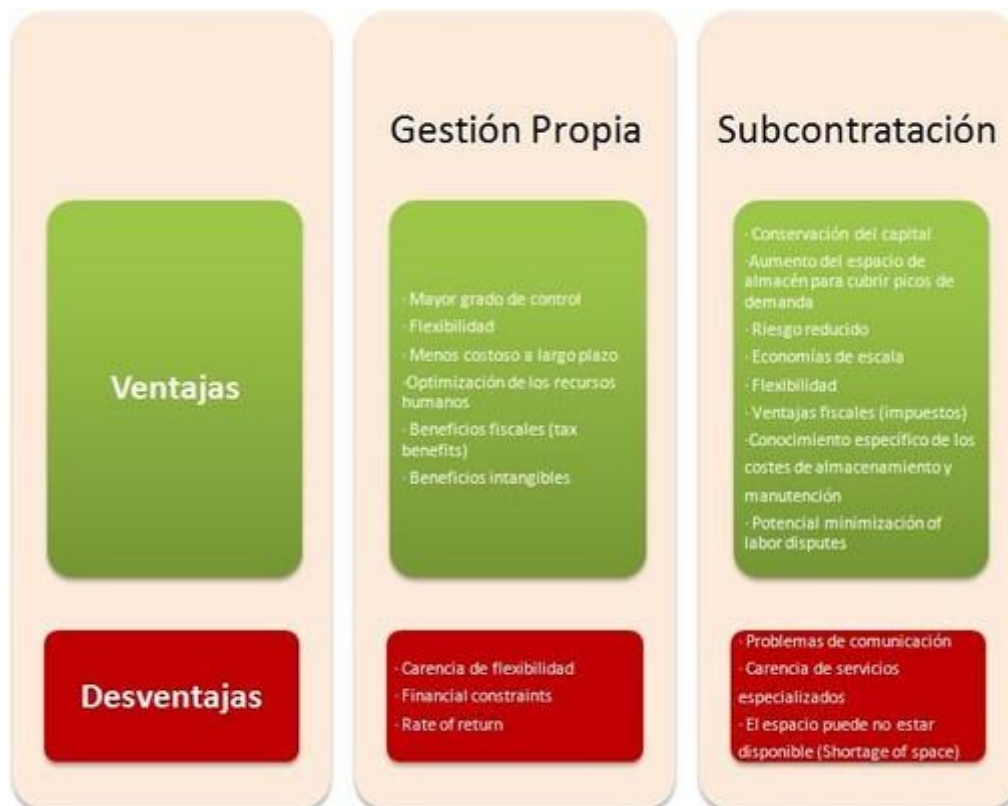 Gestión Propia
Subcontratación
Ventajas
· Mayor grado de control
· Flexibilidad
· Menos costoso a largo plazo
·Optimización de los recursos
humanos
· Beneficios fiscales (tax
benefits)
· Beneficios intangibles
· Conservación del capital
·Aumento del espacio de
almacén para cubrir picos de
demanda
· Riesgo reducido
· Economías de escala
· Flexibilidad
· Ventajas fiscales (impuestos)
·Conocimiento específico de los
costes de almacenamiento y
manutención
· Potencial minimización of
labor disputes
Desventajas
· Carencia de flexibilidad
· Financial constraints
· Rate of return
· Problemas de comunicación
· Carencia de servicios
especializados
· El espacio puede no estar
disponible (Shortage of space)